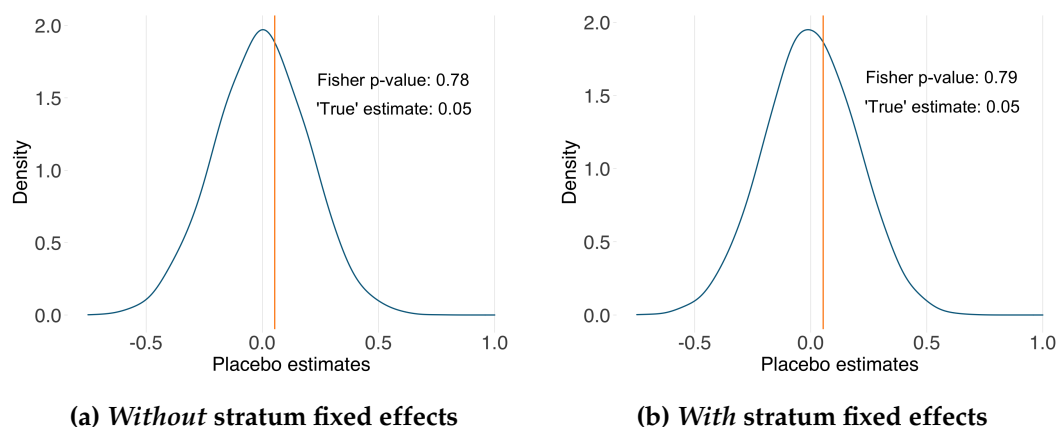 2.0
1.5
1.0
0.5
0.0
Density
Fisher p-value: 0.78
'True' estimate: 0.05
-0.5
0.0
0.5
1.0
Placebo estimates
(a) Without stratum fixed effects
2.0
1.5
1.0
0.5
0.0
Density
Fisher p-value: 0.79
'True' estimate: 0.05
-0.5
0.0
0.5
1.0
Placebo estimates
(b) With stratum fixed effects